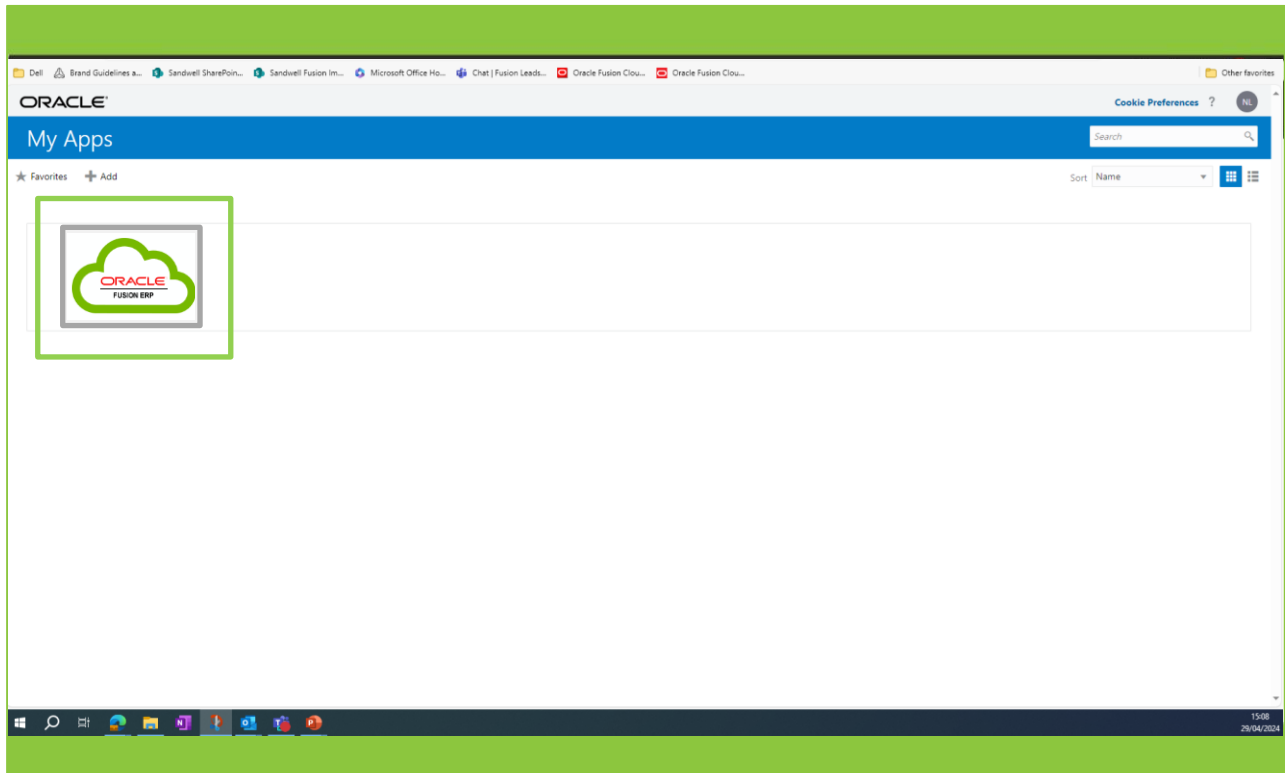 Dell Brand Guidelines a... Sandwell SharePoin... Sandwell Fusion Im... Microsoft Office Ho... Chat | Fusion Leads... Oracle Fusion Clou... Oracle Fusion Clou... Other favorites
ORACLE Cookie Preferences ? NL
My Apps Search
Favorites Add Sort Name
ORACLE
FUSION ERP
15:08
29/04/2024